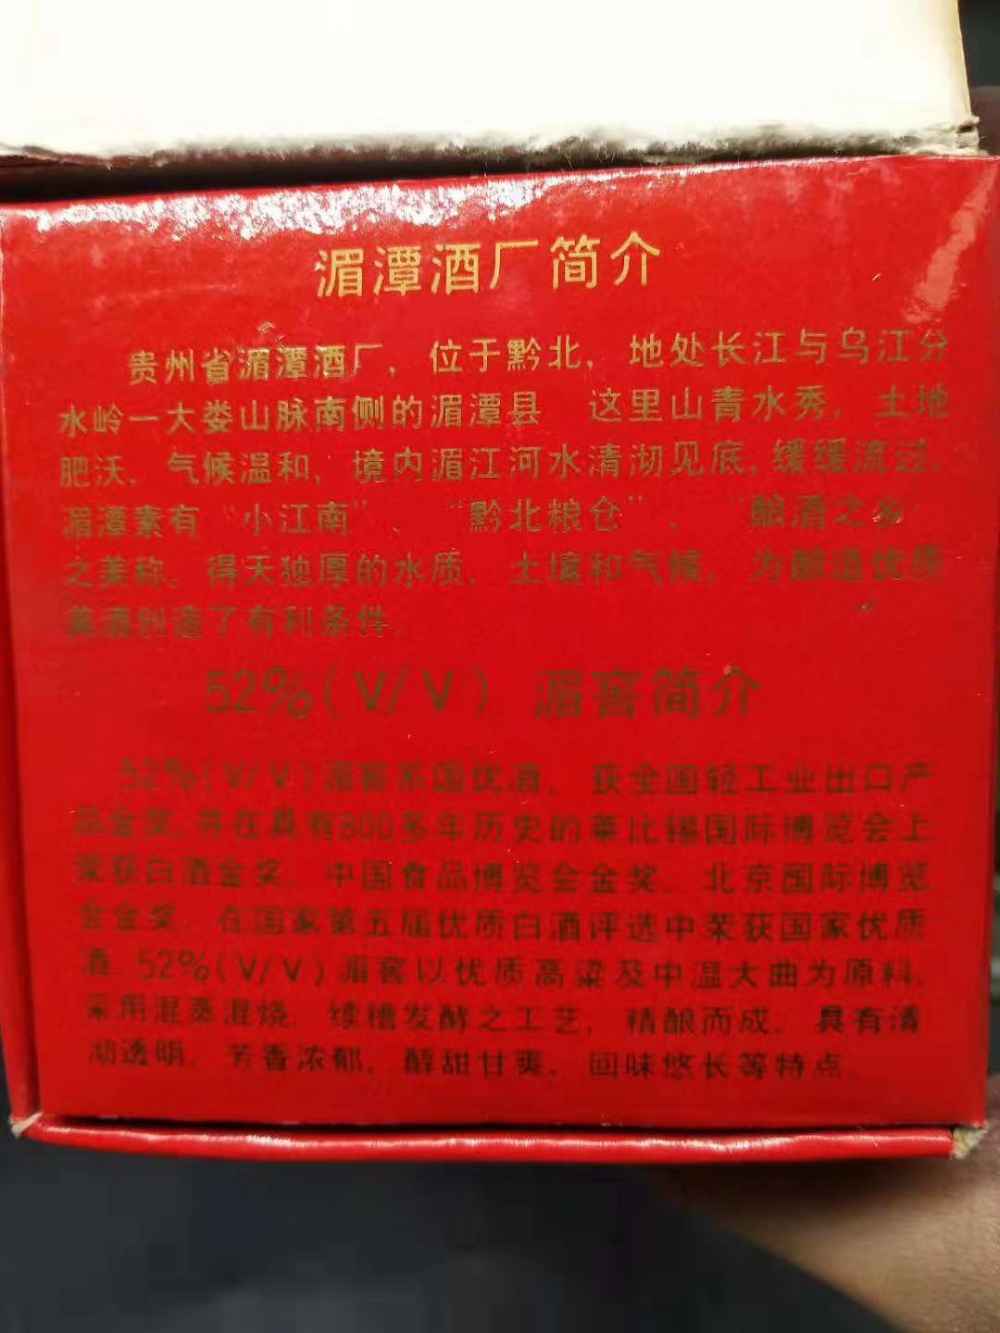 湄潭酒厂简介
贵州省湄潭酒厂，位于黔北，地处长江与乌江分
水岭一大娄山脉南侧的湄潭县 这里山青水秀，土地
肥沃，气候温和，境内湄江河水清沏见底，缓缓流过，
湄潭素有“小江南”、“黔北粮仓”、“酿酒之乡”
之美称。得天独厚的水质、土壤和气候，为酿造优质
美酒创造了有利条件。
52%(V/V) 湄窖简介
52%(V/V)湄窖系国优酒，获全国轻工业出口产
品金奖，并在具有800多年历史的莱比锡国际博览会上
荣获白酒金奖，中国食品博览会金奖，北京国际博览
会金奖，在国家第五届优质白酒评选中荣获国家优质
酒 52%(V/V)湄窖以优质高粱及中温大曲为原料，
采用混蒸混烧，续糟发酵之工艺，精酿而成。具有清
沏透明，芳香浓郁，醇甜甘爽，回味悠长等特点